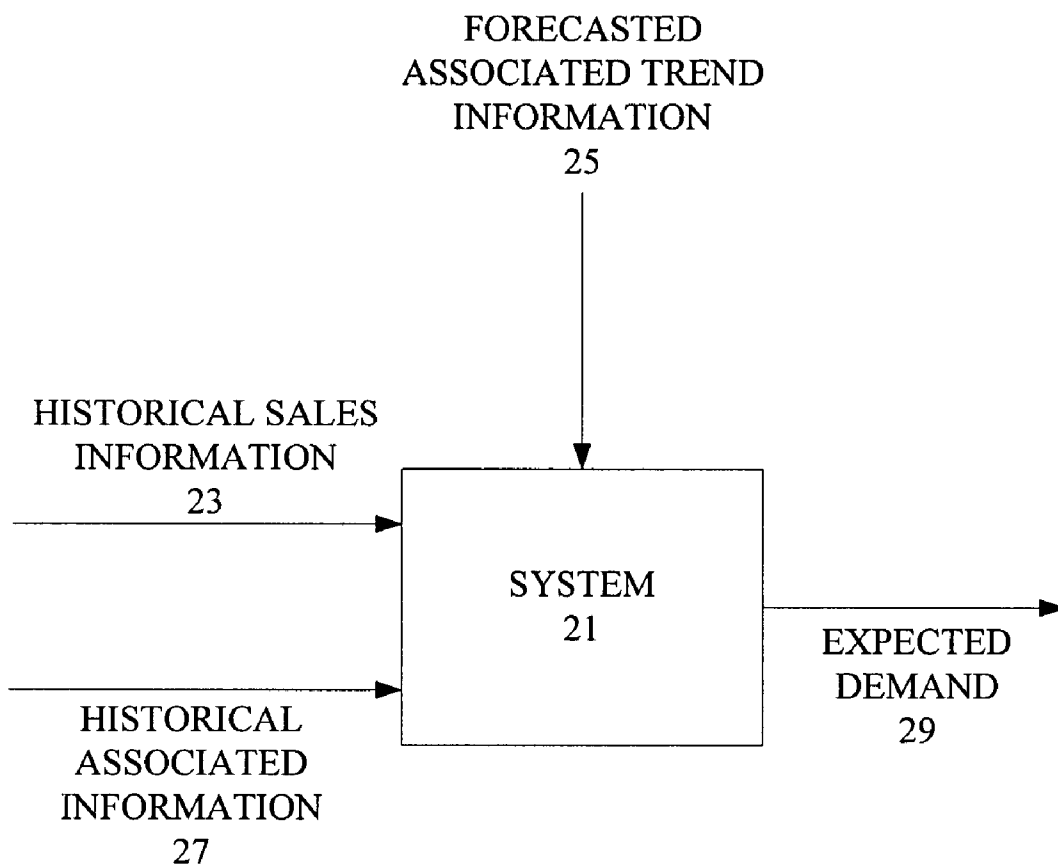 FORECASTED
ASSOCIATED TREND
INFORMATION
25
HISTORICAL SALES
INFORMATION
23
SYSTEM
21
EXPECTED
DEMAND
29
HISTORICAL
ASSOCIATED
INFORMATION
27